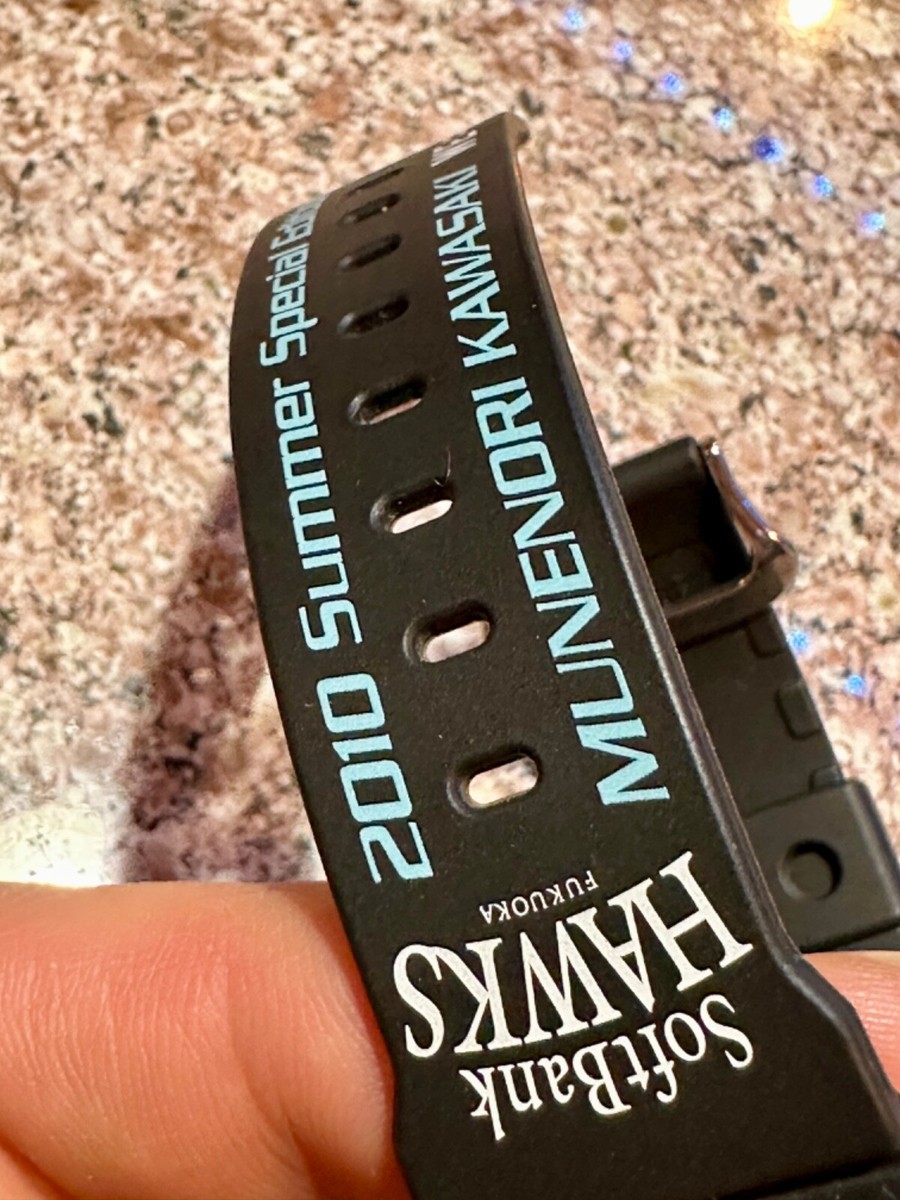 2010 Summer Special
MUNENORI KAWASAKI
FUKUOKA
SoftBank
HAWKS